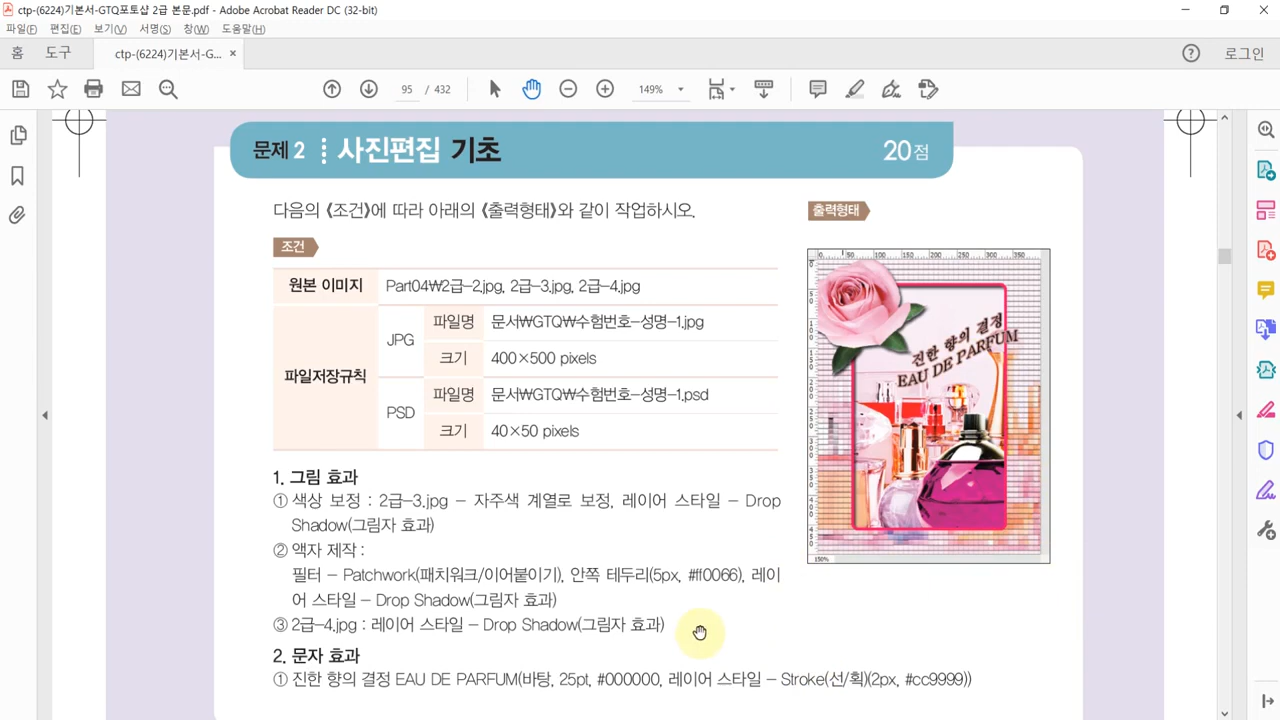 ctp-(6224)기본서-GTQ포토샵 2급 본문.pdf - Adobe Acrobat Reader DC (32-bit)
파일(F) 편집(E) 보기(V) 서명(S) 창(W) 도움말(H)
홈 도구 ctp-(6224)기본서-G... × 로그인
95 / 432 149%
문제 2 사진편집 기초 20점
다음의 《조건》에 따라 아래의 《출력형태》와 같이 작업하시오.
출력형태
조건
원본 이미지 Part04₩2급-2.jpg, 2급-3.jpg, 2급-4.jpg
파일저장규칙 JPG 파일명 문서₩GTQ₩수험번호-성명-1.jpg
크기 400×500 pixels
PSD 파일명 문서₩GTQ₩수험번호-성명-1.psd
크기 40×50 pixels
0 50 100 150 200 250 300 350
진한 향의 결정
EAU DE PARFUM
150%
1. 그림 효과
① 색상 보정 : 2급-3.jpg - 자주색 계열로 보정, 레이어 스타일 - Drop
Shadow(그림자 효과)
② 액자 제작 :
필터 - Patchwork(패치워크/이어붙이기), 안쪽 테두리(5px, #ff0066), 레이
어 스타일 - Drop Shadow(그림자 효과)
③ 2급-4.jpg : 레이어 스타일 - Drop Shadow(그림자 효과)
2. 문자 효과
① 진한 향의 결정 EAU DE PARFUM(바탕, 25pt, #000000, 레이어 스타일 - Stroke(선/획)(2px, #cc9999))